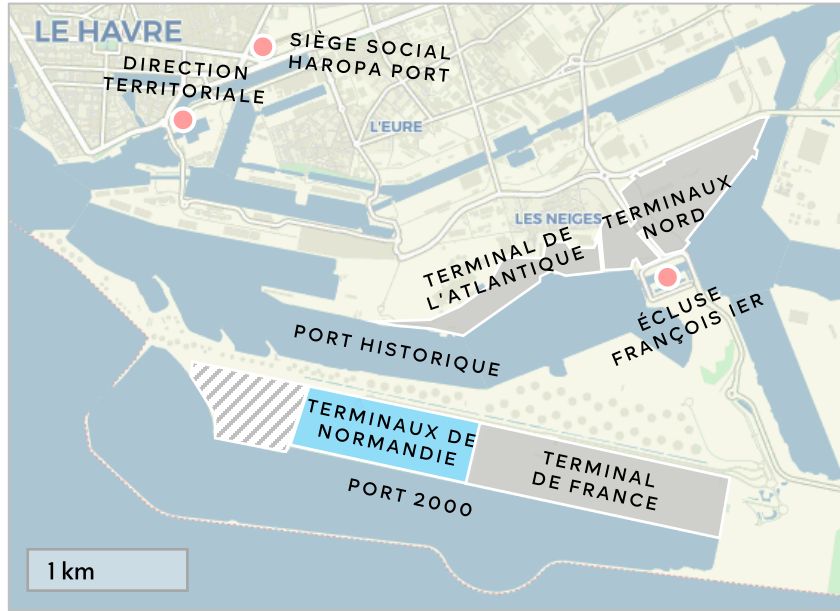 LE HAVRE
SIÈGE SOCIAL
HAROPA PORT
DIRECTION
TERRITORIALE
L'EURE
LES NEIGES
TERMINAUX
NORD
TERMINAL DE
L'ATLANTIQUE
ÉCLUSE
FRANÇOIS IER
PORT HISTORIQUE
TERMINAUX DE
NORMANDIE
TERMINAL
DE FRANCE
PORT 2000
1 km